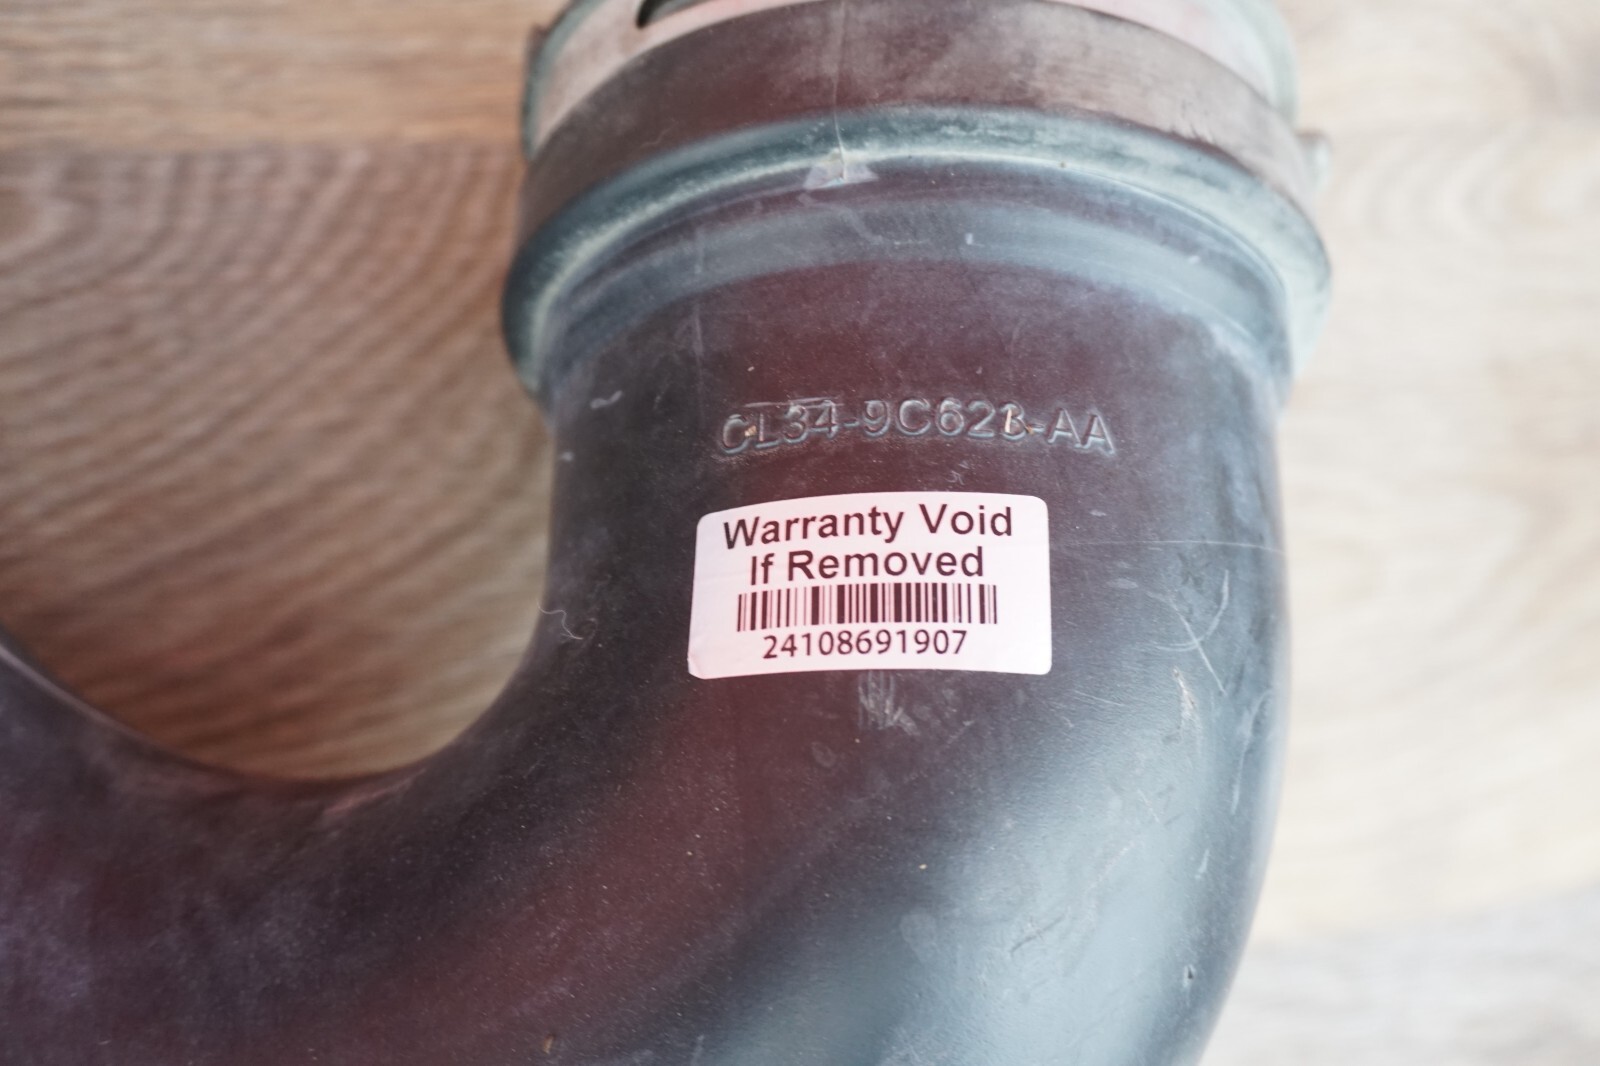 CL34-9C623-AA
Warranty Void
If Removed
24108691907